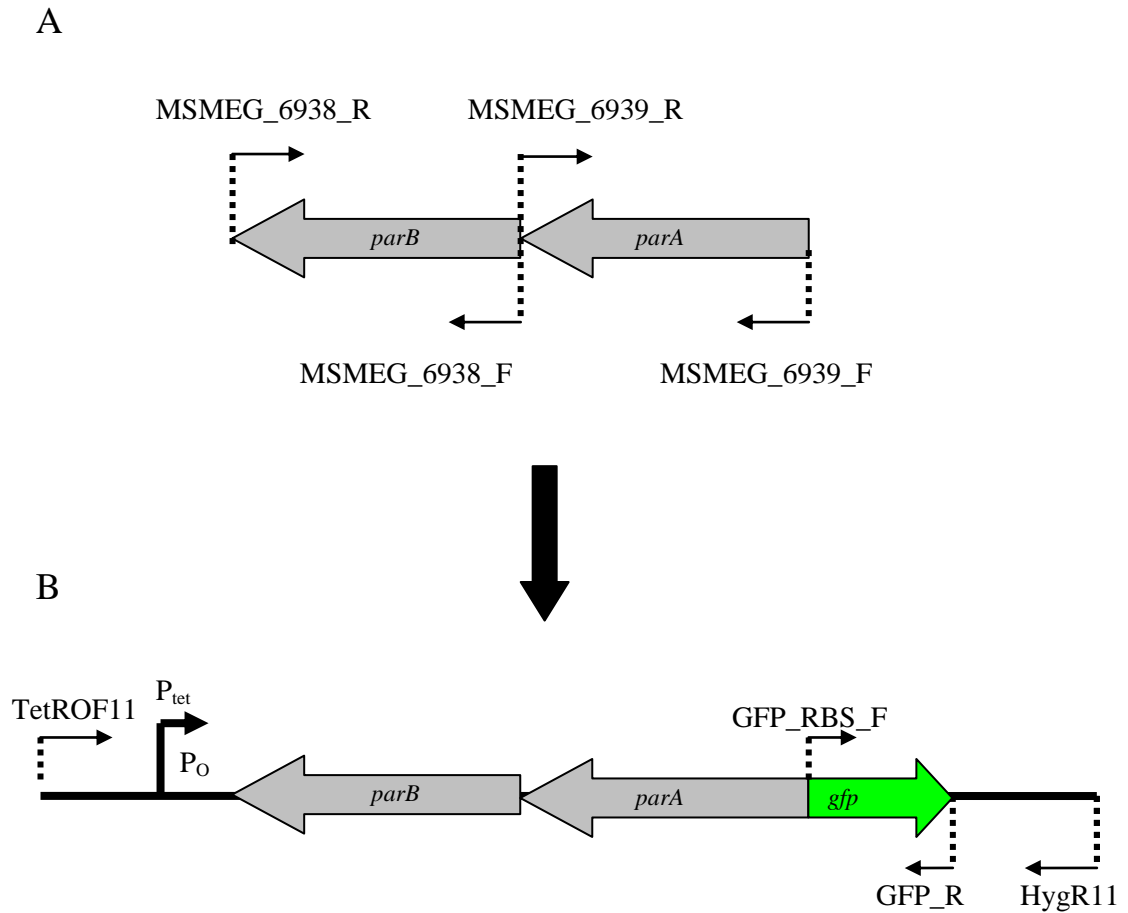 A
MSMEG_6938_R MSMEG_6939_R
parB parA
MSMEG_6938_F MSMEG_6939_F
B
TetROF11 Ptet GFP_RBS_F
PO
parB parA gfp
GFP_R HygR11